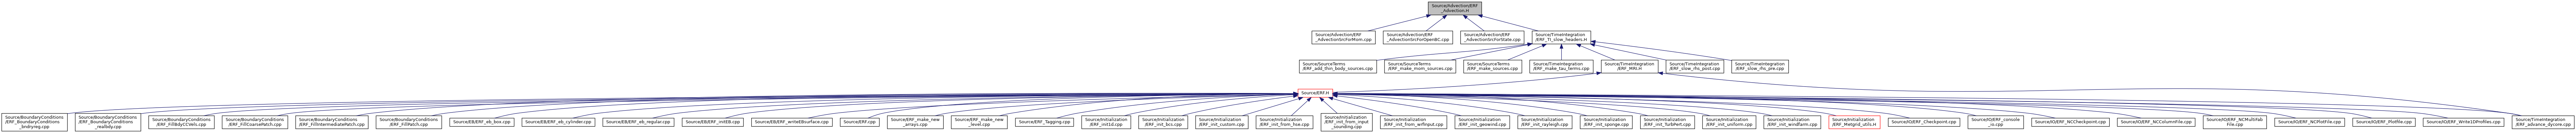 Source/Advection/ERF
_Advection.H
Source/Advection/ERF
_AdvectionSrcForMom.cpp
Source/Advection/ERF
_AdvectionSrcForOpenBC.cpp
Source/Advection/ERF
_AdvectionSrcForState.cpp
Source/TimeIntegration
/ERF_TI_slow_headers.H
Source/SourceTerms
/ERF_add_thin_body_sources.cpp
Source/SourceTerms
/ERF_make_mom_sources.cpp
Source/SourceTerms
/ERF_make_sources.cpp
Source/TimeIntegration
/ERF_make_tau_terms.cpp
Source/TimeIntegration
/ERF_MRI.H
Source/TimeIntegration
/ERF_slow_rhs_post.cpp
Source/TimeIntegration
/ERF_slow_rhs_pre.cpp
Source/ERF.H
Source/BoundaryConditions
/ERF_BoundaryConditions
_bndryreg.cpp
Source/BoundaryConditions
/ERF_BoundaryConditions
_realbdy.cpp
Source/BoundaryConditions
/ERF_FillBdyCCVels.cpp
Source/BoundaryConditions
/ERF_FillCoarsePatch.cpp
Source/BoundaryConditions
/ERF_FillIntermediatePatch.cpp
Source/BoundaryConditions
/ERF_FillPatch.cpp
Source/EB/ERF_eb_box.cpp
Source/EB/ERF_eb_cylinder.cpp
Source/EB/ERF_eb_regular.cpp
Source/EB/ERF_initEB.cpp
Source/EB/ERF_writeEBsurface.cpp
Source/ERF.cpp
Source/ERF_make_new
_arrays.cpp
Source/ERF_make_new
_level.cpp
Source/ERF_Tagging.cpp
Source/Initialization
/ERF_init1d.cpp
Source/Initialization
/ERF_init_bcs.cpp
Source/Initialization
/ERF_init_custom.cpp
Source/Initialization
/ERF_init_from_hse.cpp
Source/Initialization
/ERF_init_from_input
_sounding.cpp
Source/Initialization
/ERF_init_from_wrfinput.cpp
Source/Initialization
/ERF_init_geowind.cpp
Source/Initialization
/ERF_init_rayleigh.cpp
Source/Initialization
/ERF_init_sponge.cpp
Source/Initialization
/ERF_init_TurbPert.cpp
Source/Initialization
/ERF_init_uniform.cpp
Source/Initialization
/ERF_init_windfarm.cpp
Source/Initialization
/ERF_Metgrid_utils.H
Source/IO/ERF_Checkpoint.cpp
Source/IO/ERF_console
_io.cpp
Source/IO/ERF_NCCheckpoint.cpp
Source/IO/ERF_NCColumnFile.cpp
Source/IO/ERF_NCMultiFab
File.cpp
Source/IO/ERF_NCPlotFile.cpp
Source/IO/ERF_Plotfile.cpp
Source/IO/ERF_Write1DProfiles.cpp
Source/TimeIntegration
/ERF_advance_dycore.cpp